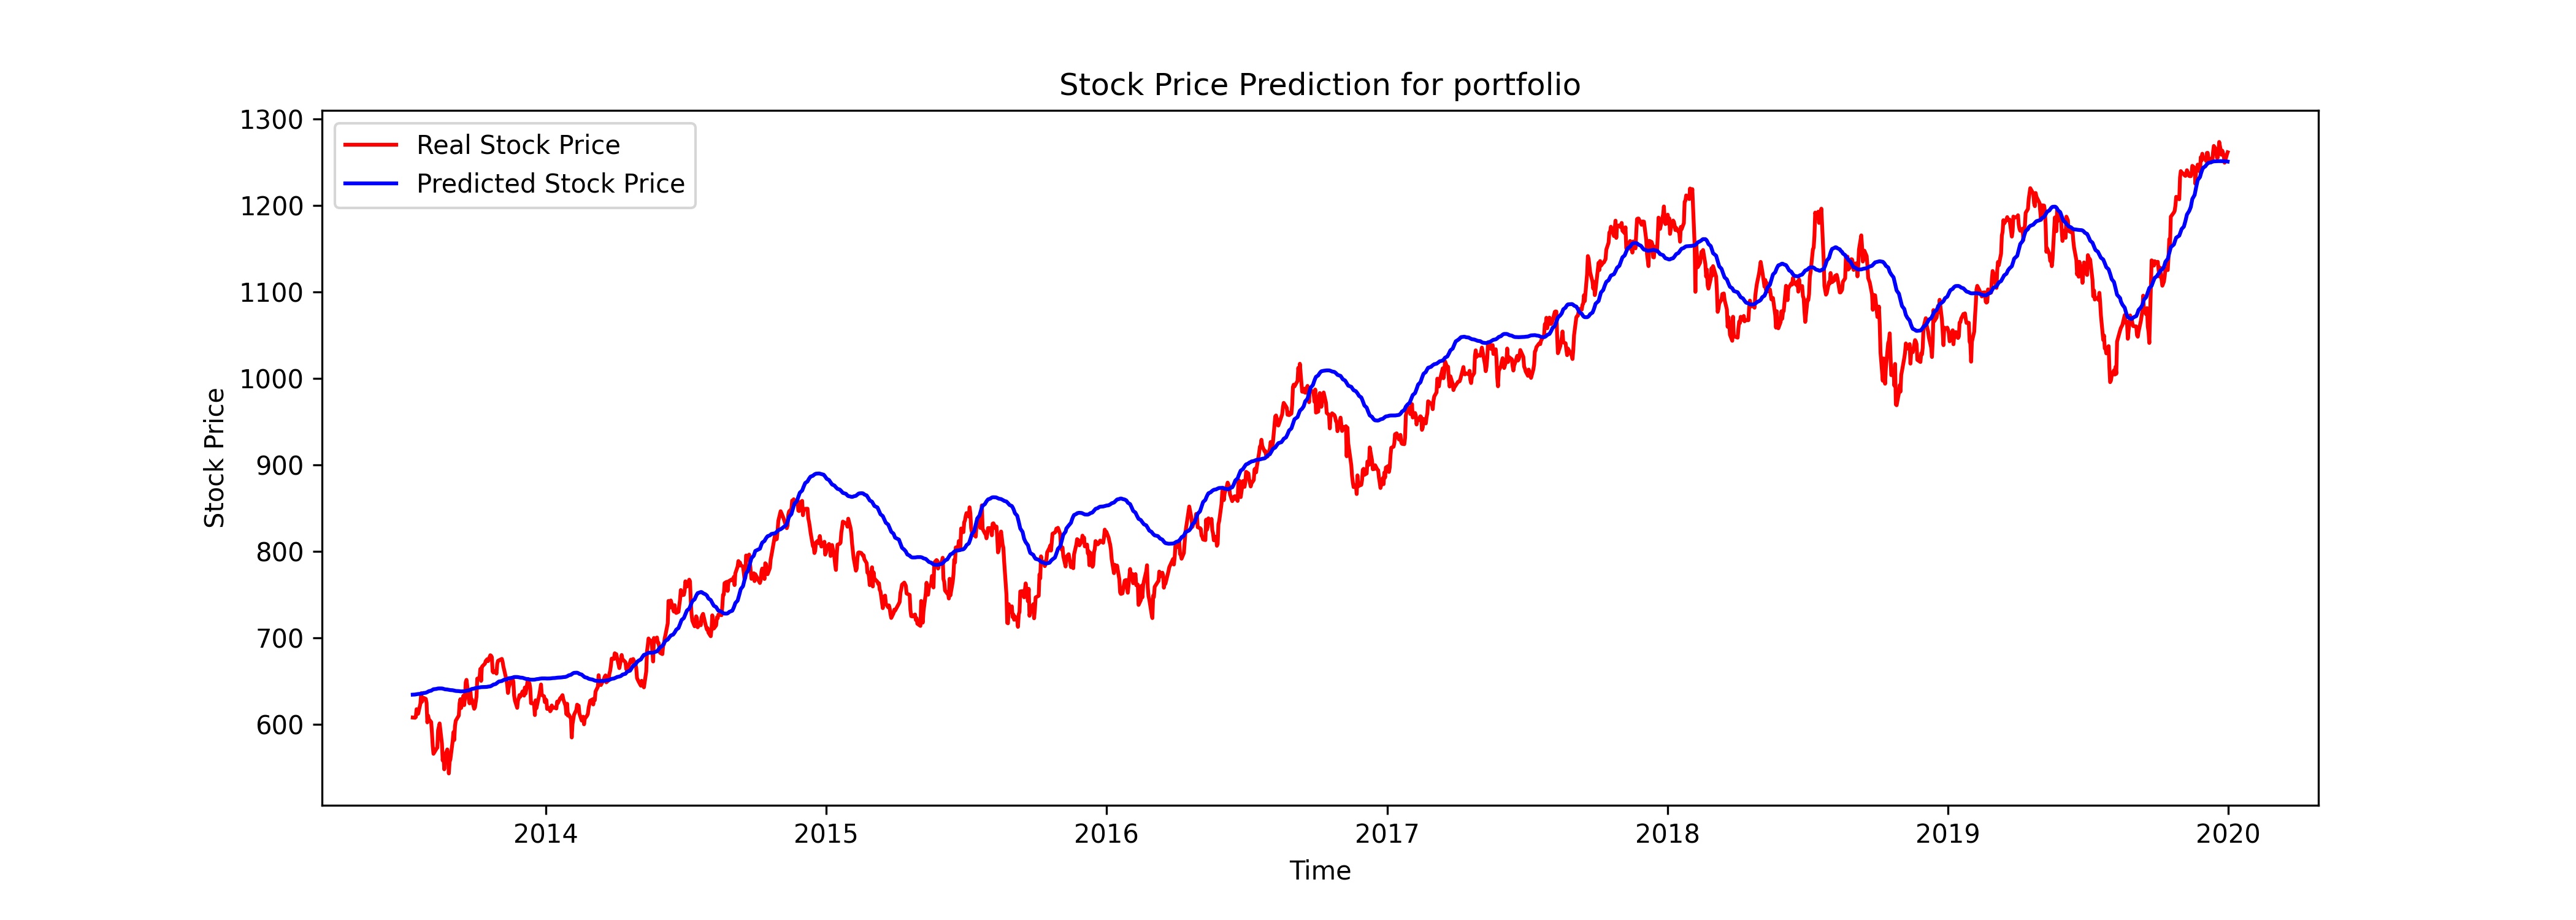 Stock Price Prediction for portfolio
Real Stock Price
Predicted Stock Price
1300
1200
1100
1000
900
800
700
600
Stock Price
2014 2015 2016 2017 2018 2019 2020
Time